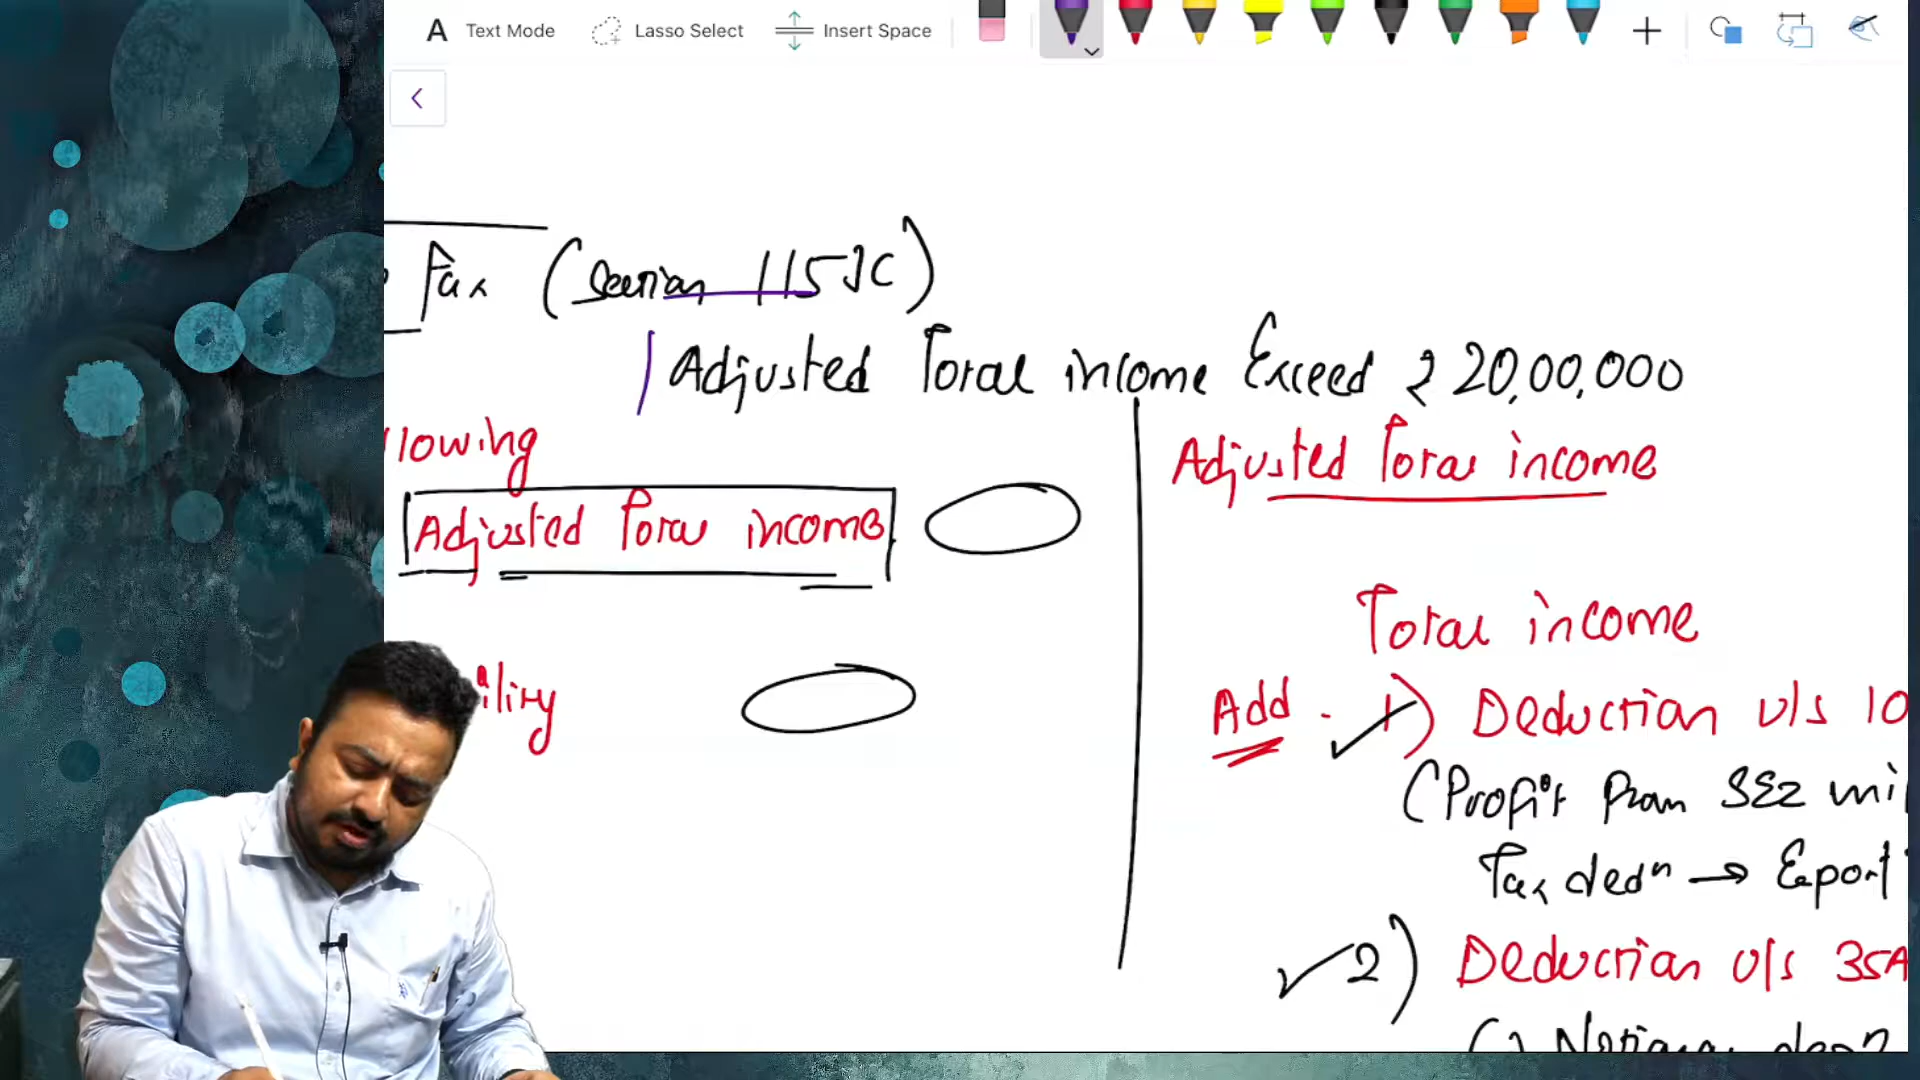 Text Mode Lasso Select Insert Space
Tax (Section 115JC)
Adjusted Total income Exceed ₹ 20,00,000
llowing
Adjusted Total income
Adjusted Total income
Total income
ility
Add - 1) Deduction u/s 10
(Profit from SEZ
Tax dedn → Export
2) Deduction u/s 35A